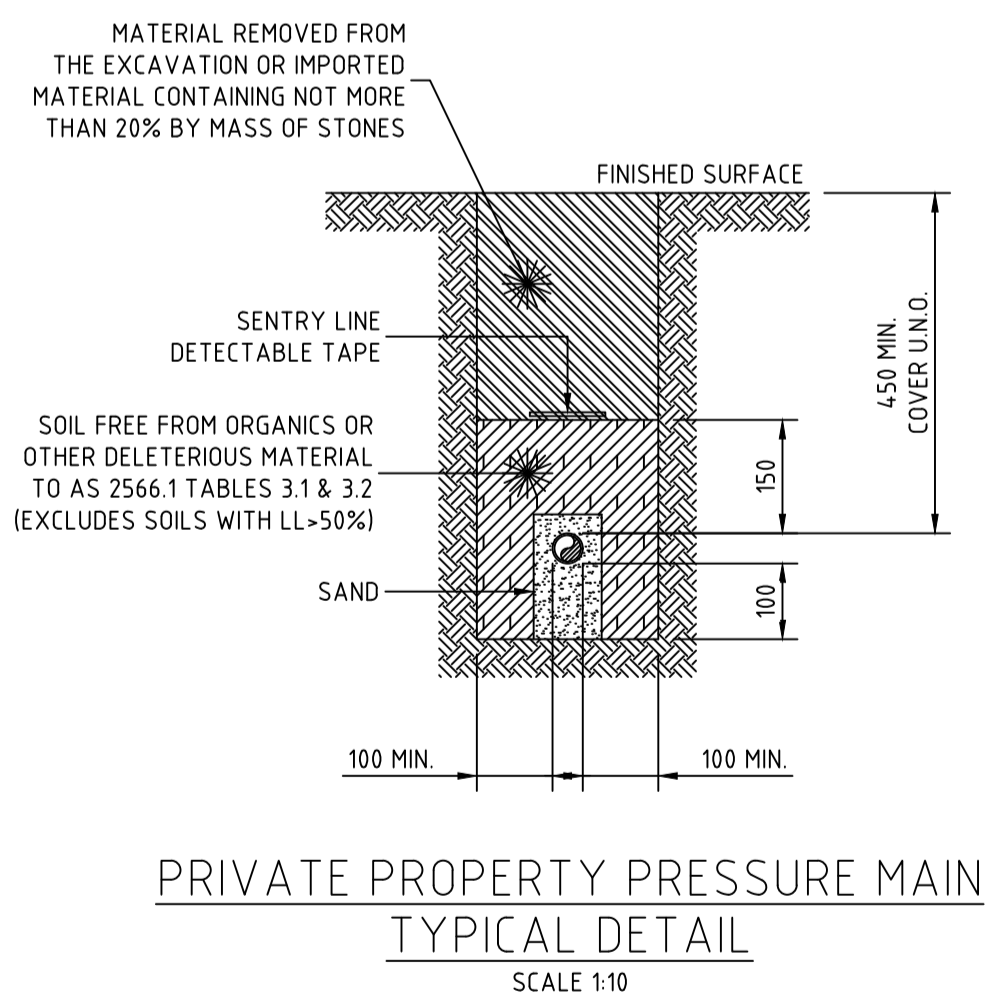 MATERIAL REMOVED FROM
THE EXCAVATION OR IMPORTED
MATERIAL CONTAINING NOT MORE
THAN 20% BY MASS OF STONES
FINISHED SURFACE
SENTRY LINE
DETECTABLE TAPE
450 MIN.
COVER U.N.O.
SOIL FREE FROM ORGANICS OR
OTHER DELETERIOUS MATERIAL
TO AS 2566.1 TABLES 3.1 & 3.2
(EXCLUDES SOILS WITH LL>50%)
150
SAND
100
100 MIN.
100 MIN.
PRIVATE PROPERTY PRESSURE MAIN
TYPICAL DETAIL
SCALE 1:10